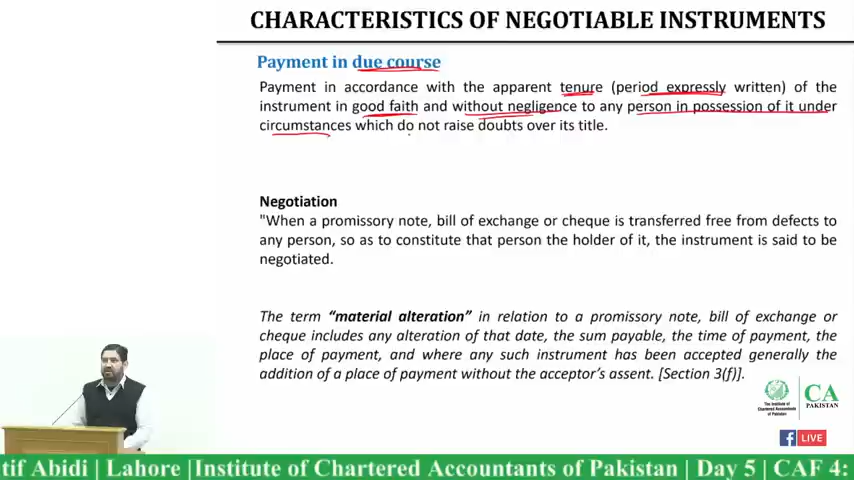 CHARACTERISTICS OF NEGOTIABLE INSTRUMENTS
Payment in due course
Payment in accordance with the apparent tenure (period expressly written) of the
instrument in good faith and without negligence to any person in possession of it under
circumstances which do not raise doubts over its title.
Negotiation
"When a promissory note, bill of exchange or cheque is transferred free from defects to
any person, so as to constitute that person the holder of it, the instrument is said to be
negotiated.
The term “material alteration” in relation to a promissory note, bill of exchange or
cheque includes any alteration of that date, the sum payable, the time of payment, the
place of payment, and where any such instrument has been accepted generally the
addition of a place of payment without the acceptor’s assent. [Section 3(f)].
The Institute of
Chartered Accountants
of Pakistan
CA
PAKISTAN
LIVE
tif Abidi | Lahore |Institute of Chartered Accountants of Pakistan | Day 5 | CAF 4: